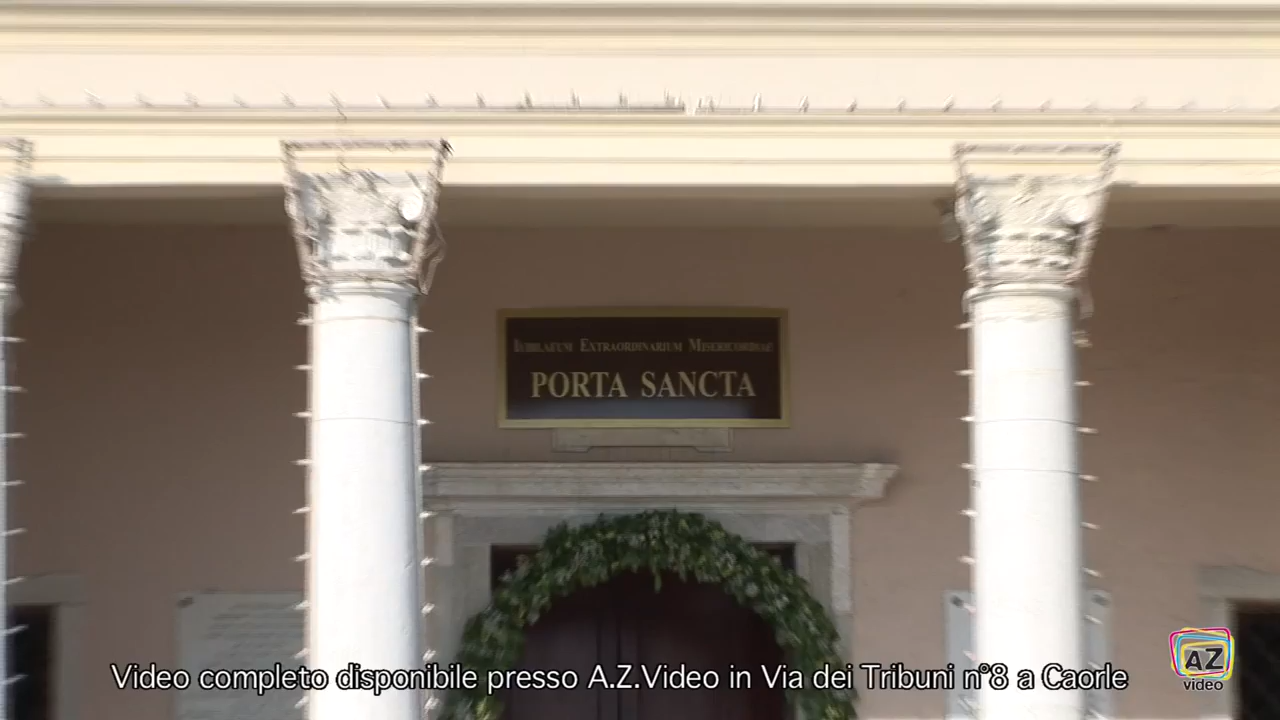 IUBILAEUM EXTRAORDINARIUM MISERICORDIAE
PORTA SANCTA
Video completo disponibile presso A.Z.Video in Via dei Tribuni n°8 a Caorle
AZ
video